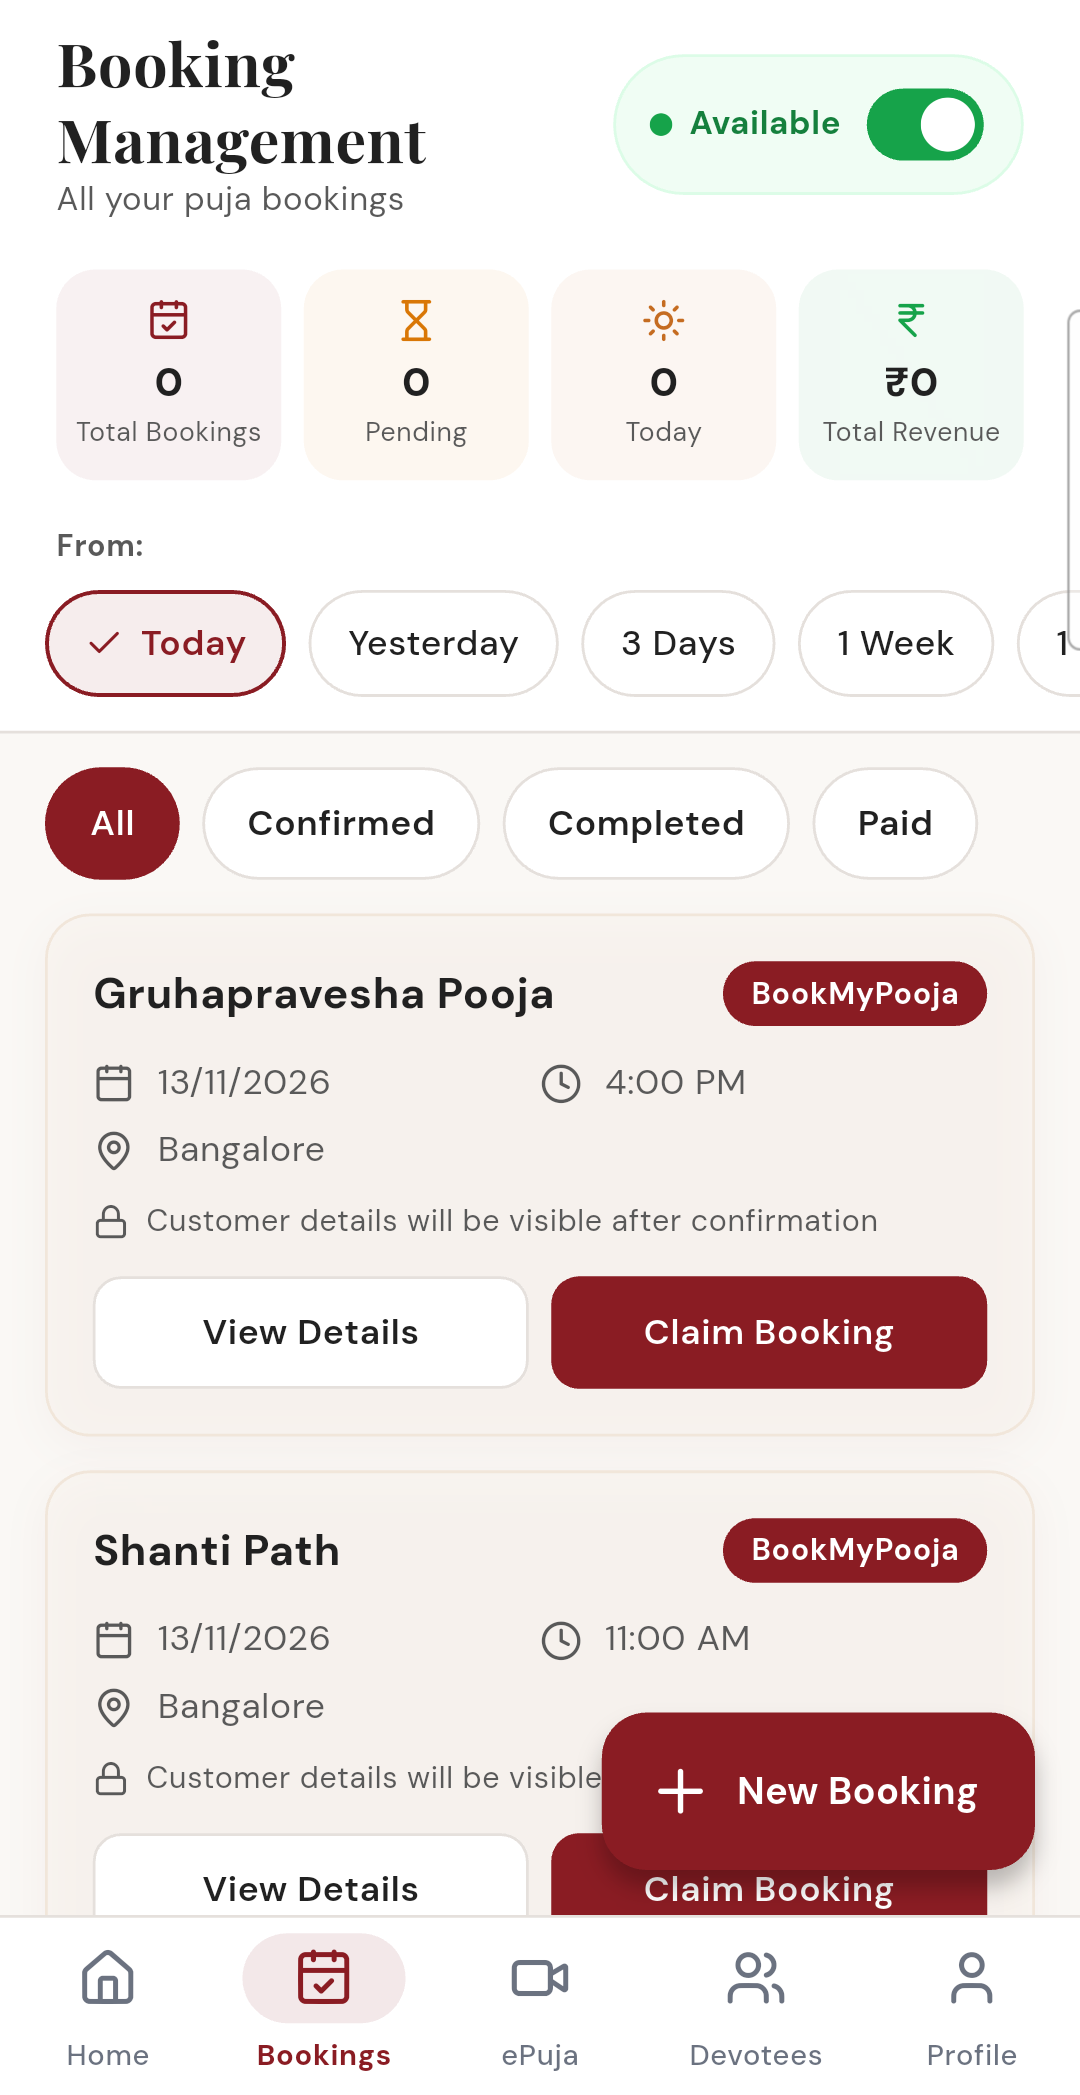 Booking
Management
All your puja bookings
Available
0
Total Bookings
0
Pending
0
Today
₹0
Total Revenue
From:
Today
Yesterday
3 Days
1 Week
1
All
Confirmed
Completed
Paid
Gruhapravesha Pooja
BookMyPooja
13/11/2026
4:00 PM
Bangalore
Customer details will be visible after confirmation
View Details
Claim Booking
Shanti Path
BookMyPooja
13/11/2026
11:00 AM
Bangalore
Customer details will be visible
New Booking
View Details
Claim Booking
Home
Bookings
ePuja
Devotees
Profile